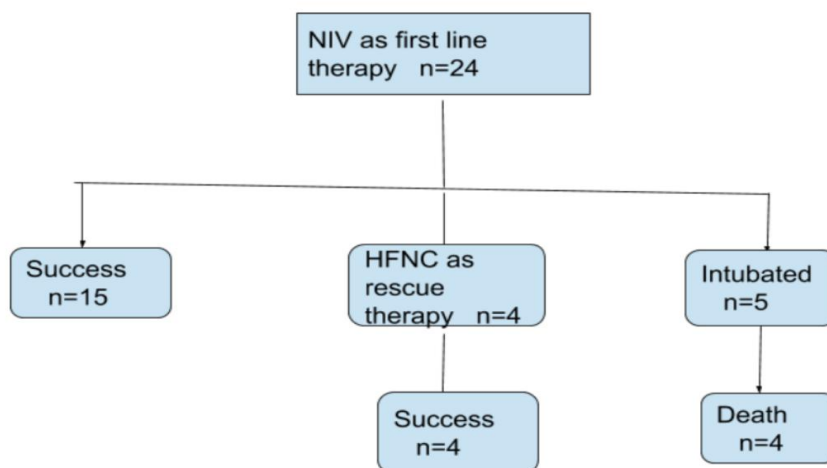 NIV as first line
therapy n=24
Success
n=15
HFNC as
rescue
therapy n=4
Intubated
n=5
Success
n=4
Death
n=4